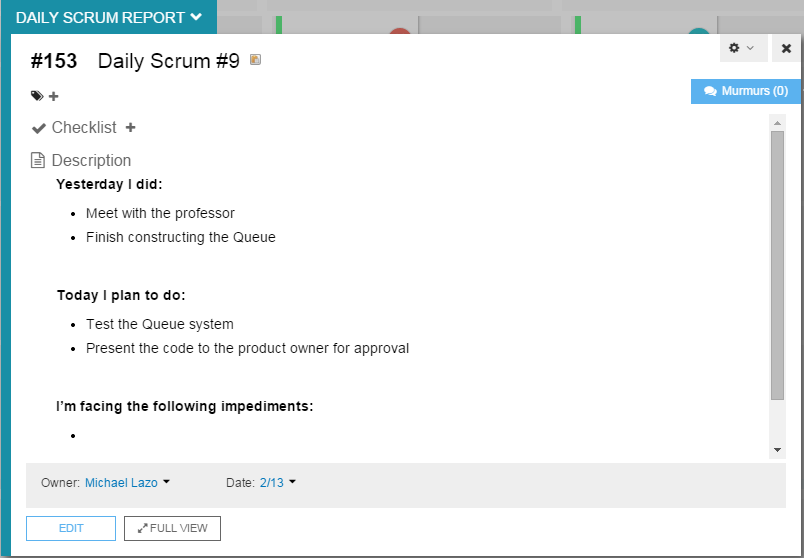 DAILY SCRUM REPORT
#153 Daily Scrum #9
Murmurs (0)
Checklist
Description
Yesterday I did:
Meet with the professor
Finish constructing the Queue
Today I plan to do:
Test the Queue system
Present the code to the product owner for approval
I'm facing the following impediments:
Owner: Michael Lazo Date: 2/13
EDIT FULL VIEW